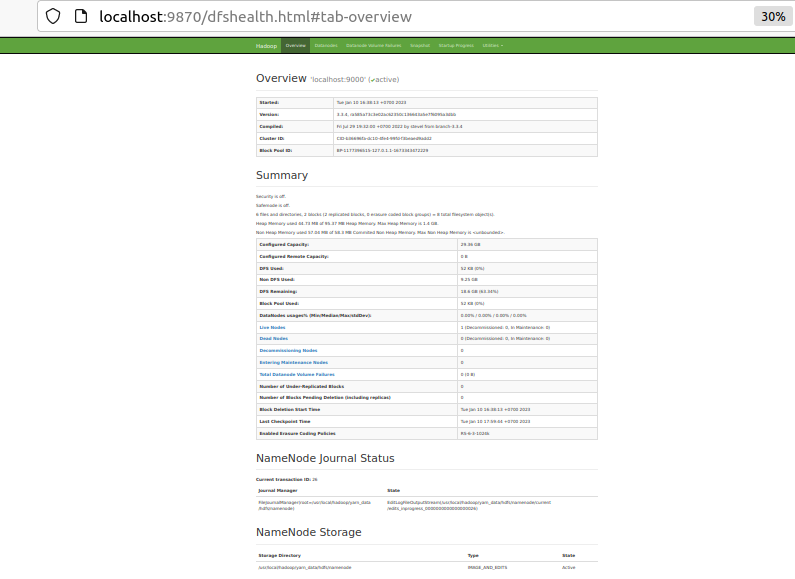 localhost:9870/dfshealth.html#tab-overview
30%
Hadoop Overview Datanodes Datanode Volume Failures Snapshot Startup Progress Utilities
Overview 'localhost:9000' (✓active)
Started: Tue Jan 10 16:38:13 +0700 2023
Version: 3.3.4,
Compiled: Fri Jul 29 19:32:00 +0700 2022 by stevel from branch-3.3.4
Cluster ID:
Block Pool ID:
Summary
Security is off.
Safemode is off.
6 files and directories, 2 blocks (2 replicated blocks, 0 erasure coded block groups) = 8 total filesystem object(s).
Heap Memory used 44.73 MB of 95.37 MB Heap Memory. Max Heap Memory is 1.4 GB.
Non Heap Memory used 57.04 MB of 58.3 MB Commited Non Heap Memory. Max Non Heap Memory is <unbounded>.
Configured Capacity: 29.36 GB
Configured Remote Capacity: 0 B
DFS Used: 52 KB (0%)
Non DFS Used: 9.23 GB
DFS Remaining: 18.6 GB (63.34%)
Block Pool Used: 52 KB (0%)
DataNodes usages% (Min/Median/Max/stdDev): 0.00% / 0.00% / 0.00% / 0.00%
Live Nodes 1 (Decommissioned: 0, In Maintenance: 0)
Dead Nodes 0 (Decommissioned: 0, In Maintenance: 0)
Decommissioning Nodes 0
Entering Maintenance Nodes 0
Total Datanode Volume Failures 0 (0 B)
Number of Under-Replicated Blocks 0
Number of Blocks Pending Deletion (including replicas) 0
Block Deletion Start Time Tue Jan 10 16:38:13 +0700 2023
Last Checkpoint Time Tue Jan 10 17:59:44 +0700 2023
Enabled Erasure Coding Policies RS-6-3-1024k
NameNode Journal Status
Current transaction ID: 26
Journal Manager State
FileJournalManager(root=/usr/local/hadoop/yarn_data EditLogFileOutputStream(/usr/local/hadoop/yarn_data/hdfs/namenode/current
/hdfs/namenode)
NameNode Storage
Storage Directory Type State
/usr/local/hadoop/yarn_data/hdfs/namenode IMAGE_AND_EDITS Active